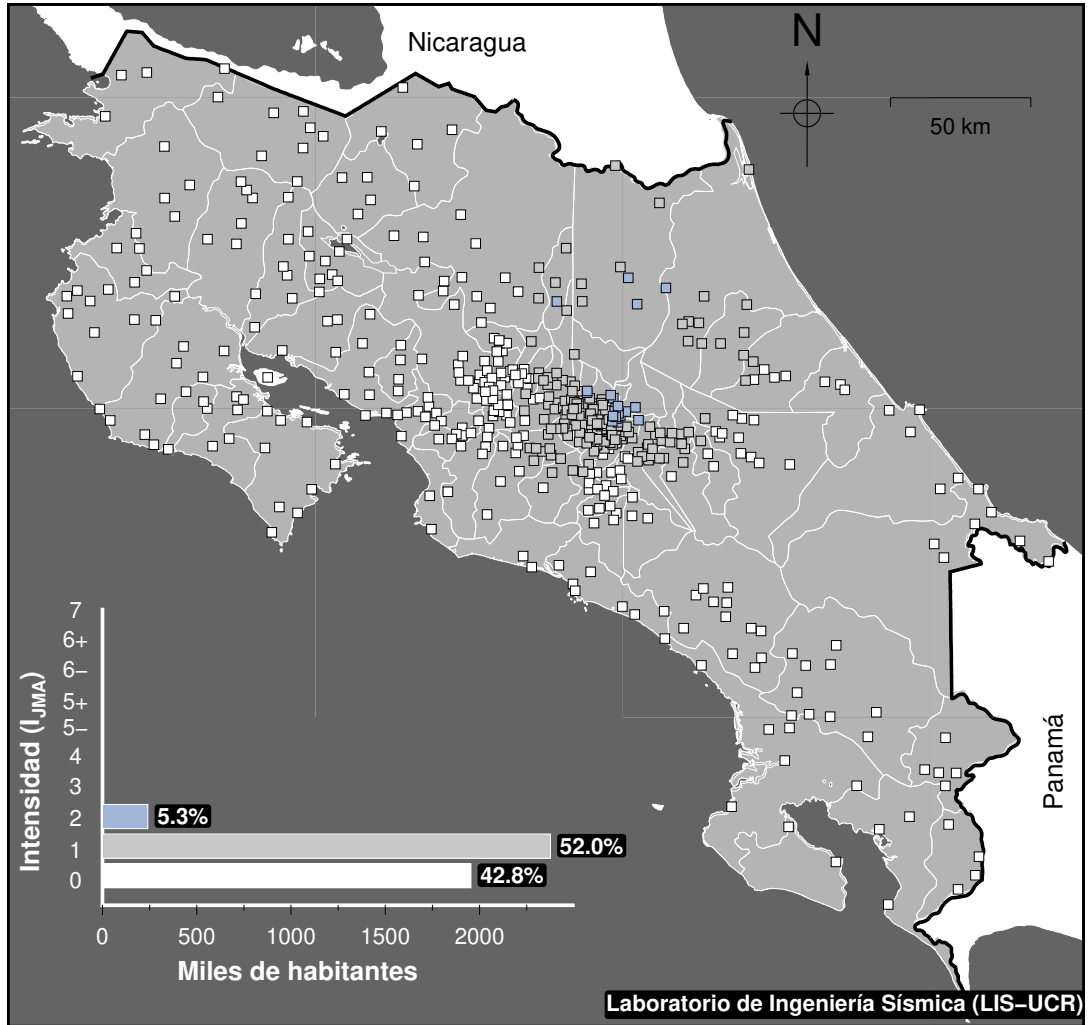 Nicaragua
N
50 km
Panamá
Intensidad (I_JMA)
7
6+
6−
5+
5−
4
3
2
1
0
5.3%
52.0%
42.8%
0 500 1000 1500 2000
Miles de habitantes
Laboratorio de Ingeniería Sísmica (LIS−UCR)